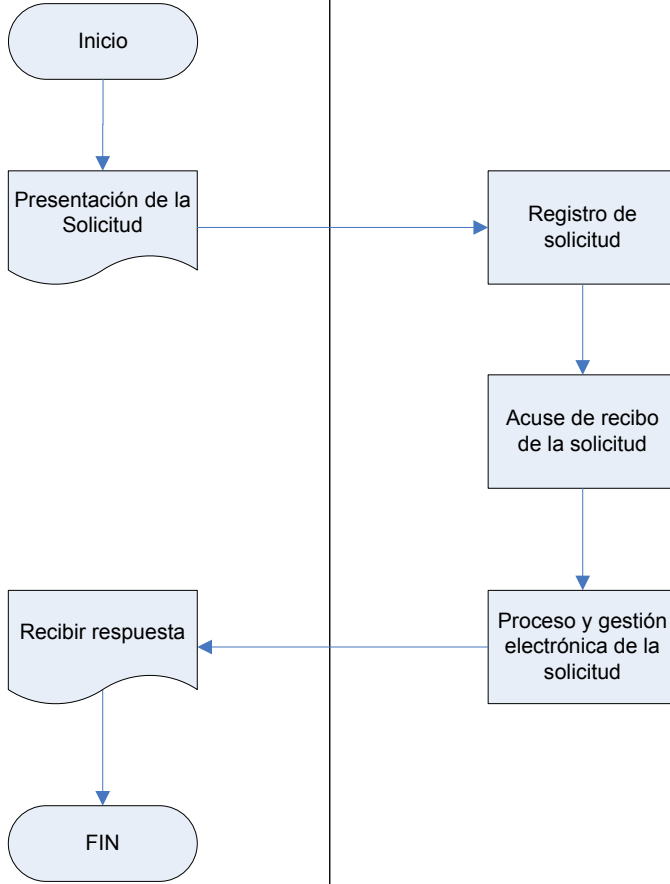 Inicio
Presentación de la
Solicitud
Registro de
solicitud
Acuse de recibo
de la solicitud
Proceso y gestión
electrónica de la
solicitud
Recibir respuesta
FIN